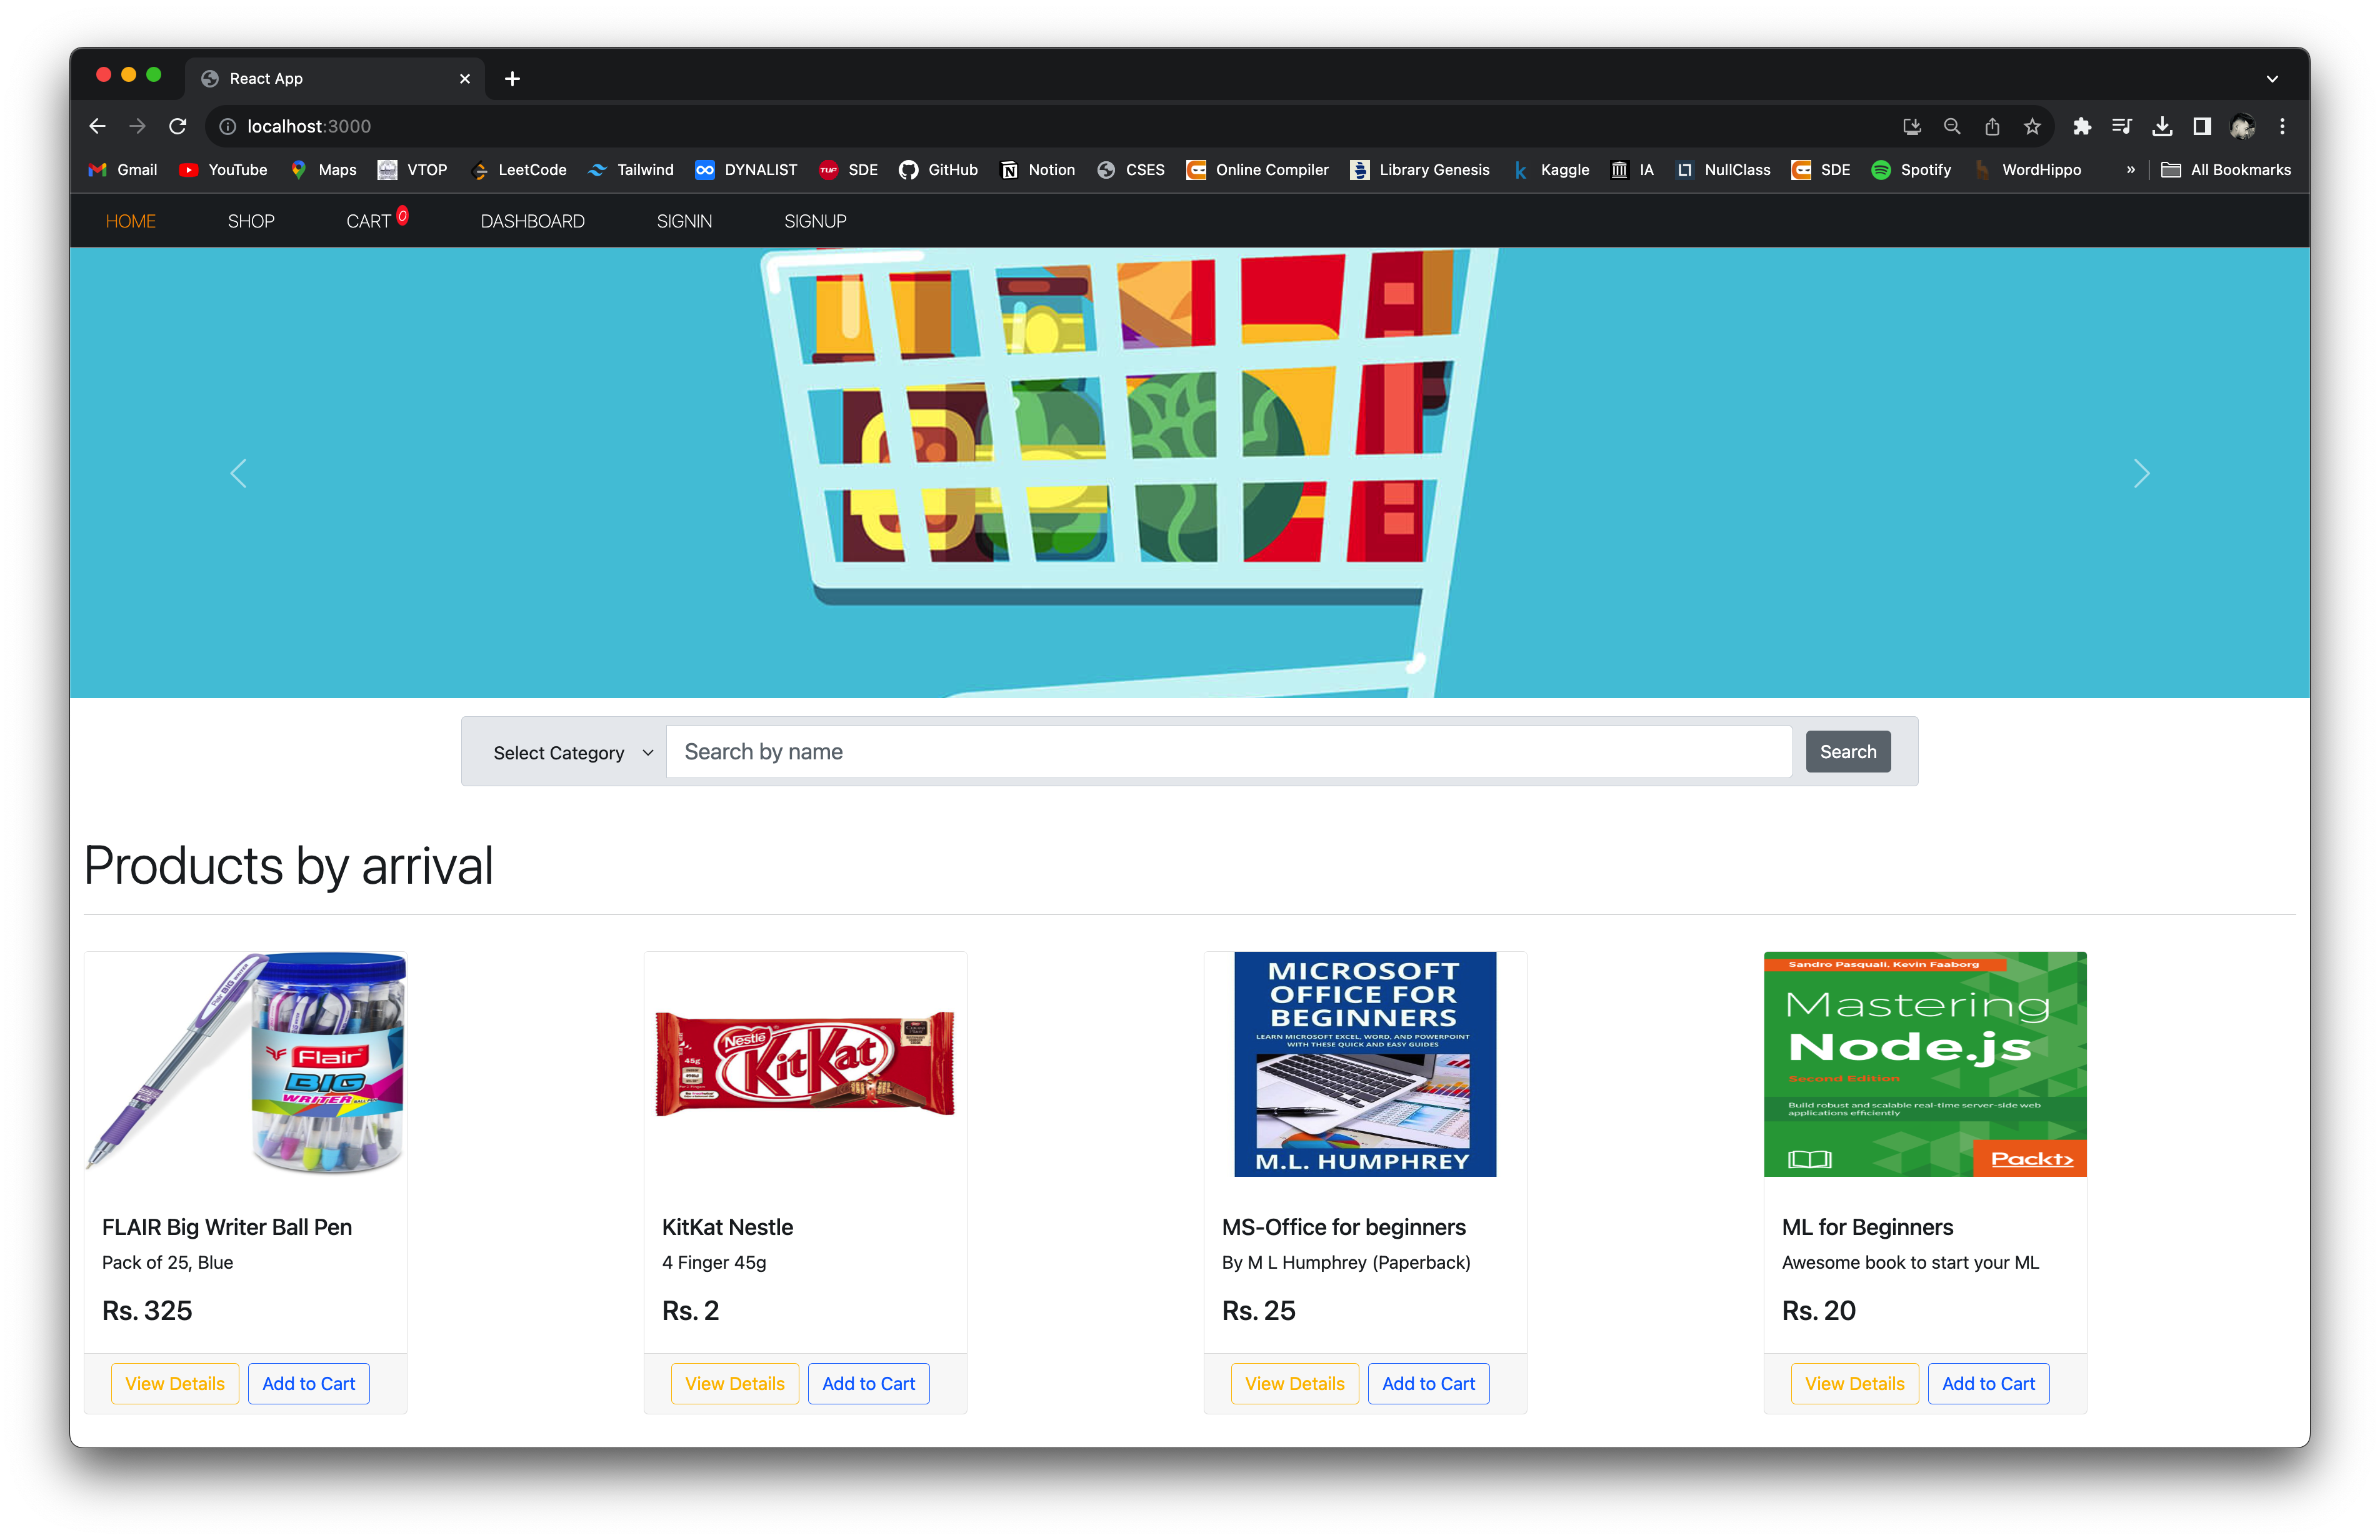 React App
localhost:3000
Gmail YouTube Maps VTOP LeetCode Tailwind DYNALIST SDE GitHub Notion CSES Online Compiler Library Genesis Kaggle IA NullClass SDE Spotify WordHippo » All Bookmarks
HOME SHOP CART 0 DASHBOARD SIGNIN SIGNUP
Select Category Search by name Search
Products by arrival
Flair BIG WRITER
Flair
BIG
WRITER
FLAIR Big Writer Ball Pen
Pack of 25, Blue
Rs. 325
View Details Add to Cart
Nestle
KitKat
45g
KitKat Nestle
4 Finger 45g
Rs. 2
View Details Add to Cart
MICROSOFT
OFFICE FOR
BEGINNERS
LEARN MICROSOFT EXCEL, WORD, AND POWERPOINT
WITH THESE QUICK AND EASY GUIDES
M.L. HUMPHREY
MS-Office for beginners
By M L Humphrey (Paperback)
Rs. 25
View Details Add to Cart
Sandro Pasquali, Kevin Faaborg
Mastering
Node.js
Second Edition
Build robust and scalable real-time server-side web
applications efficiently
Packt>
ML for Beginners
Awesome book to start your ML
Rs. 20
View Details Add to Cart